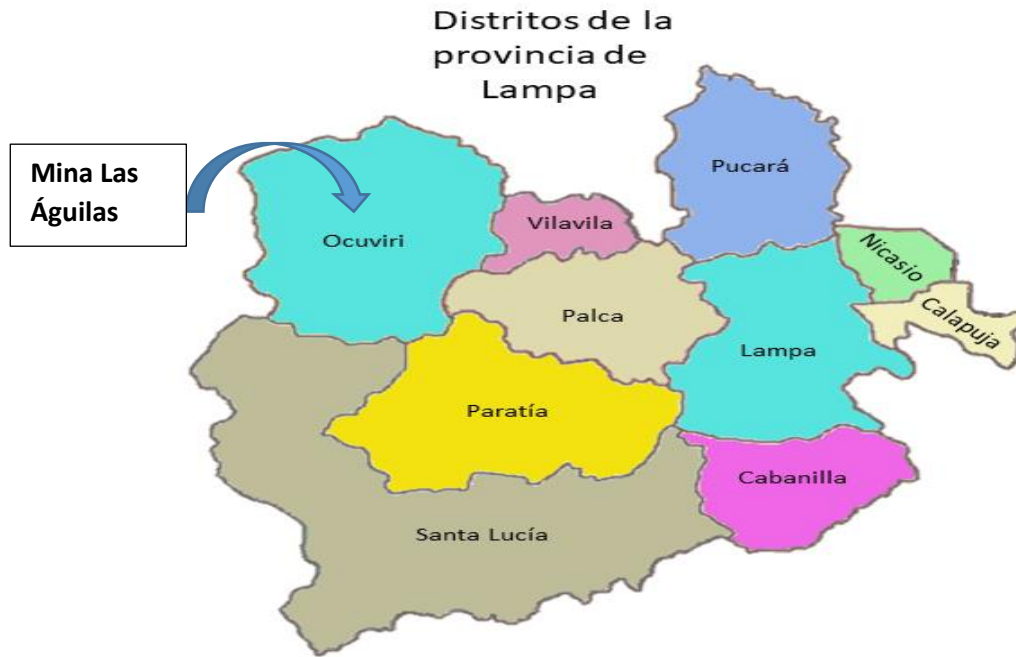 Distritos de la
provincia de
Lampa
Mina Las
Águilas
Pucará
Ocuviri
Vilavila
Nicasio
Palca
Calapuja
Lampa
Paratía
Cabanilla
Santa Lucía